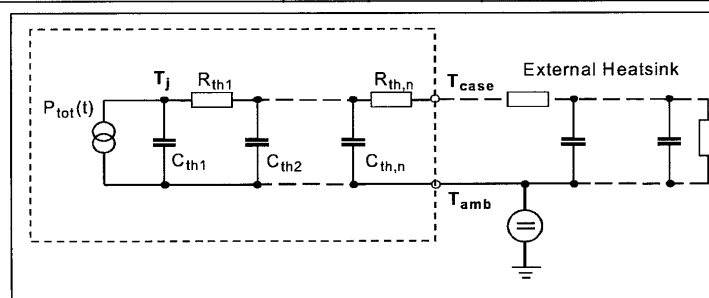 External Heatsink
Tj Rth1 Rth,n Tcase
Ptot(t)
Cth1 Cth2 Cth,n
Tamb